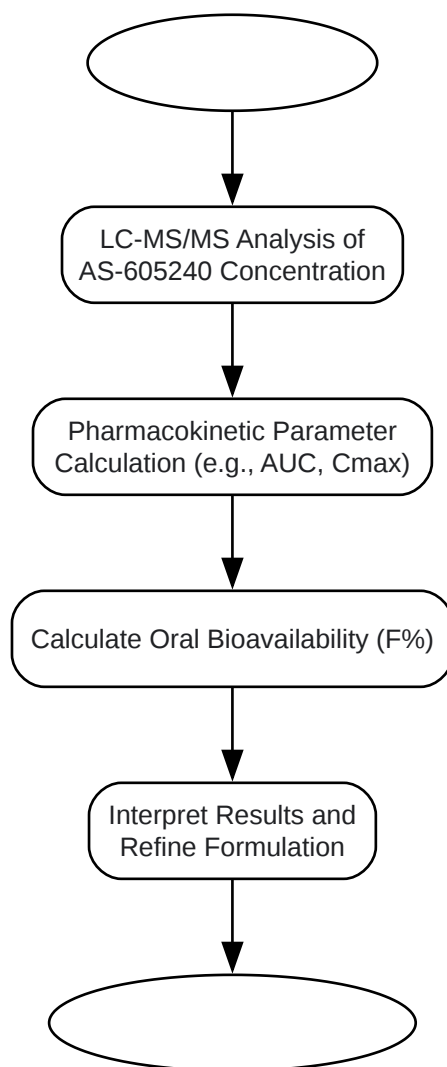 LC-MS/MS Analysis of
AS-605240 Concentration
Pharmacokinetic Parameter
Calculation (e.g., AUC, Cmax)
Calculate Oral Bioavailability (F%)
Interpret Results and
Refine Formulation